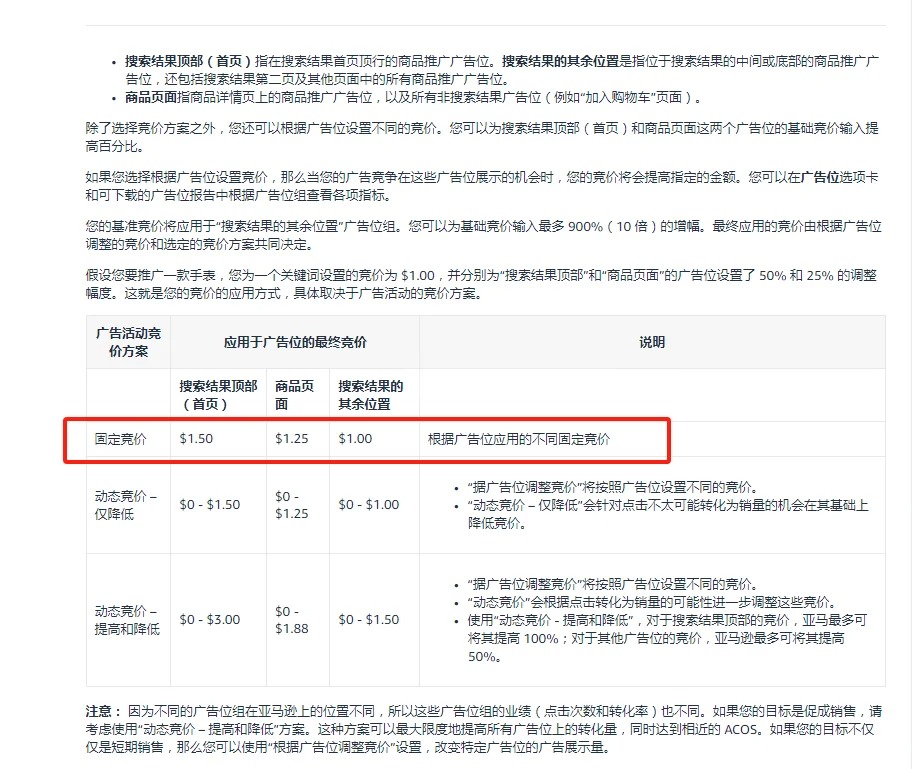 • 搜索结果顶部（首页）指在搜索结果首页顶行的商品推广广告位。搜索结果的其余位置是指位于搜索结果的中间或底部的商品推广广
告位，还包括搜索结果第二页及其他页面中的所有商品推广广告位。
• 商品页面指商品详情页上的商品推广广告位，以及所有非搜索结果广告位（例如“加入购物车”页面）。
除了选择竞价方案之外，您还可以根据广告位设置不同的竞价。您可以为搜索结果顶部（首页）和商品页面这两个广告位的基础竞价输入提
高百分比。
如果您选择根据广告位设置竞价，那么当您的广告竞争在这些广告位展示的机会时，您的竞价将会提高指定的金额。您可以在广告位选项卡
和可下载的广告位报告中根据广告位组查看各项指标。
您的基准竞价将应用于“搜索结果的其余位置”广告位组。您可以为基础竞价输入最多 900%（10 倍）的增幅。最终应用的竞价由根据广告位
调整的竞价和选定的竞价方案共同决定。
假设您要推广一款手表，您为一个关键词设置的竞价为 $1.00，并分别为“搜索结果顶部”和“商品页面”的广告位设置了 50% 和 25% 的调整
幅度。这就是您的竞价的应用方式，具体取决于广告活动的竞价方案。
广告活动竞
价方案
应用于广告位的最终竞价
说明
搜索结果顶部
（首页）
商品页
面
搜索结果的
其余位置
固定竞价
$1.50
$1.25
$1.00
根据广告位应用的不同固定竞价
动态竞价 –
仅降低
$0 - $1.50
$0 -
$1.25
$0 - $1.00
• “据广告位调整竞价”将按照广告位设置不同的竞价。
• “动态竞价 – 仅降低”会针对点击不太可能转化为销量的机会在其基础上
降低竞价。
动态竞价 –
提高和降低
$0 - $3.00
$0 -
$1.88
$0 - $1.50
• “据广告位调整竞价”将按照广告位设置不同的竞价。
• “动态竞价”会根据点击转化为销量的可能性进一步调整这些竞价。
• 使用“动态竞价 - 提高和降低”，对于搜索结果顶部的竞价，亚马最多可
将其提高 100%；对于其他广告位的竞价，亚马逊最多可将其提高
50%。
注意： 因为不同的广告位组在亚马逊上的位置不同，所以这些广告位组的业绩（点击次数和转化率）也不同。如果您的目标是促成销售，请
考虑使用“动态竞价 – 提高和降低”方案。这种方案可以最大限度地提高所有广告位上的转化量，同时达到相近的 ACOS。如果您的目标不仅
仅是短期销售，那么您可以使用“根据广告位调整竞价”设置，改变特定广告位的广告展示量。